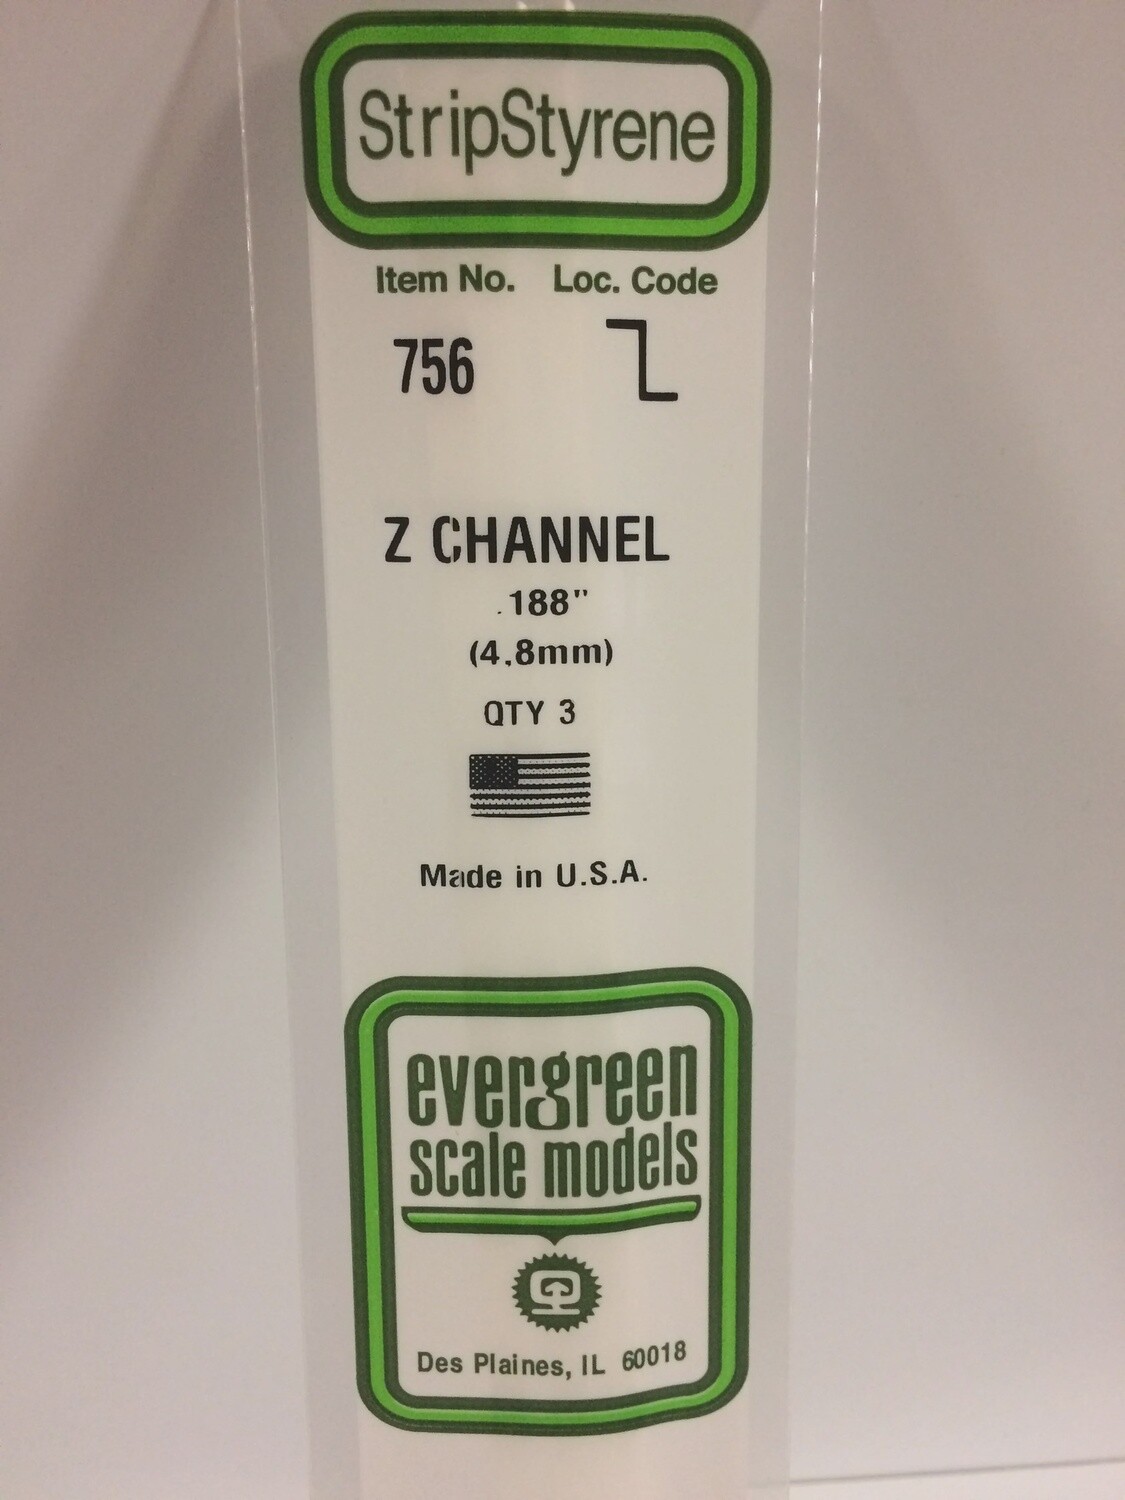 StripStyrene
Item No. Loc. Code
756
Z CHANNEL
.188"
(4.8mm)
QTY 3
Made in U.S.A.
evergreen
scale models
Des Plaines, IL 60018